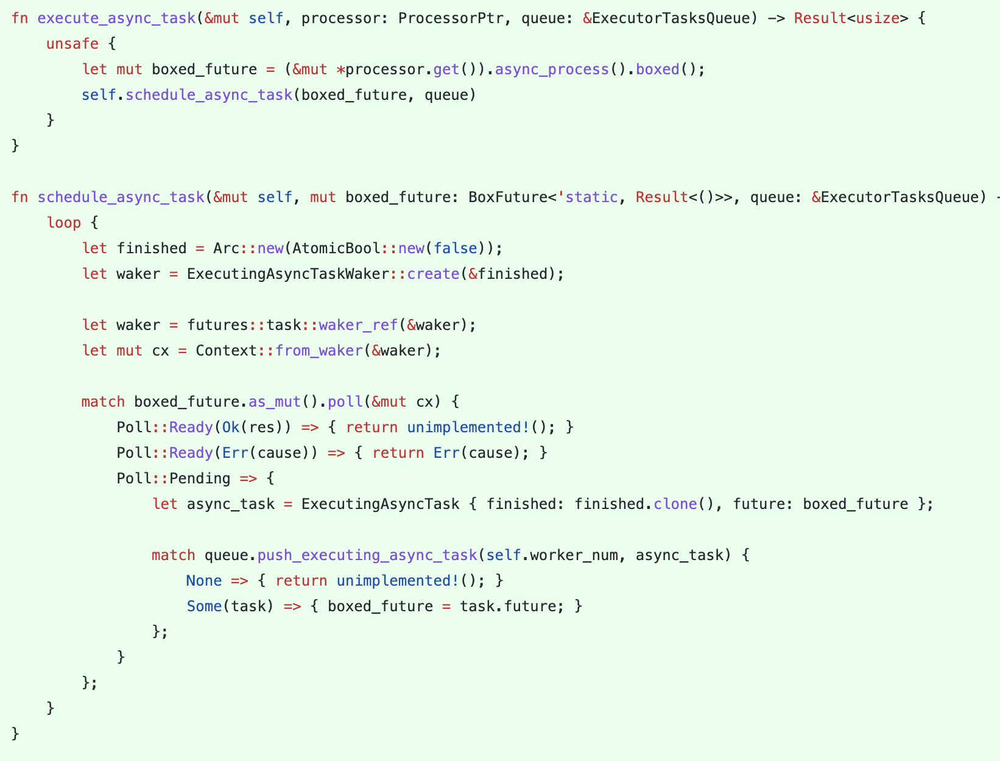 fn execute_async_task(&mut self, processor: ProcessorPtr, queue: &ExecutorTasksQueue) -> Result<usize> {
    unsafe {
        let mut boxed_future = (&mut *processor.get()).async_process().boxed();
        self.schedule_async_task(boxed_future, queue)
    }
}

fn schedule_async_task(&mut self, mut boxed_future: BoxFuture<'static, Result<()>>, queue: &ExecutorTasksQueue) -
    loop {
        let finished = Arc::new(AtomicBool::new(false));
        let waker = ExecutingAsyncTaskWaker::create(&finished);

        let waker = futures::task::waker_ref(&waker);
        let mut cx = Context::from_waker(&waker);

        match boxed_future.as_mut().poll(&mut cx) {
            Poll::Ready(Ok(res)) => { return unimplemented!(); }
            Poll::Ready(Err(cause)) => { return Err(cause); }
            Poll::Pending => {
                let async_task = ExecutingAsyncTask { finished: finished.clone(), future: boxed_future };

                match queue.push_executing_async_task(self.worker_num, async_task) {
                    None => { return unimplemented!(); }
                    Some(task) => { boxed_future = task.future; }
                };
            }
        };
    }
}